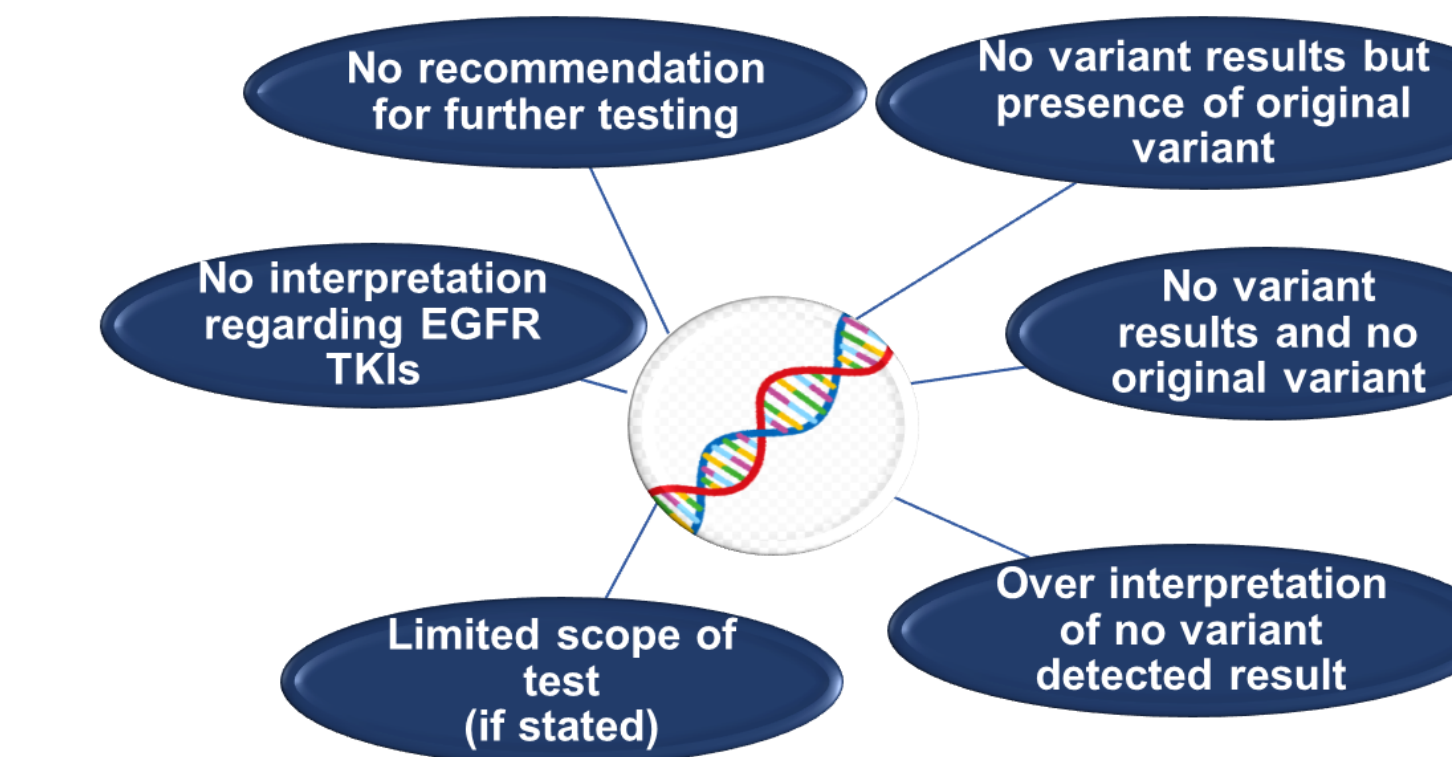 No recommendation
for further testing
No variant results but
presence of original
variant
No interpretation
regarding EGFR
TKIs
No variant
results and no
original variant
Limited scope of
test
(if stated)
Over interpretation
of no variant
detected result